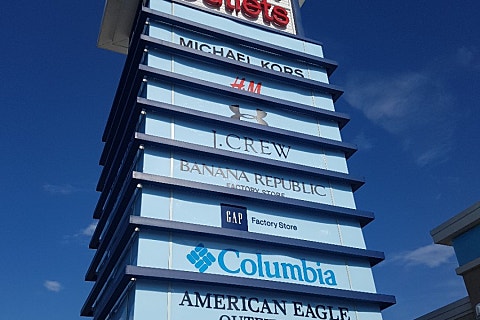 Outlets
MICHAEL KORS
H&M
J.CREW
BANANA REPUBLIC
FACTORY STORE
GAP Factory Store
Columbia
AMERICAN EAGLE